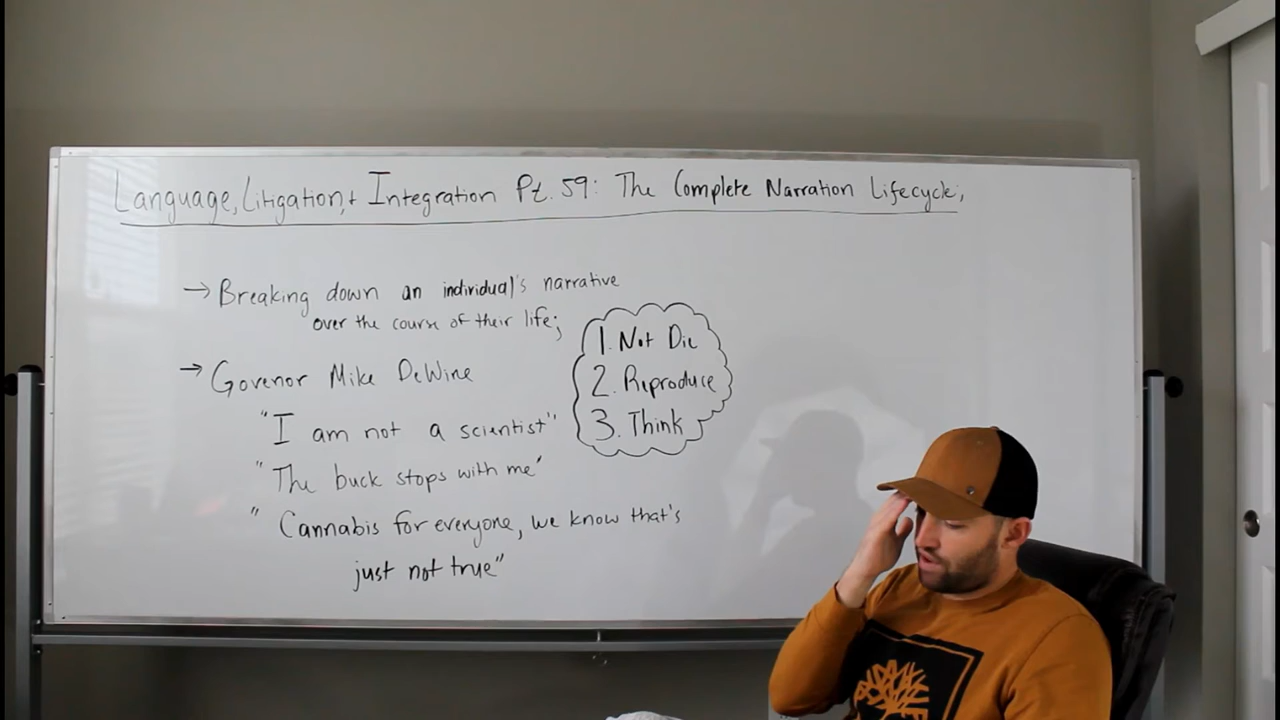 Language, Litigation, + Integration Pt. 59: The Complete Narration Lifecycle;
→ Breaking down an individual's narrative
over the course of their life;
1. Not Die
2. Reproduce
3. Think
→ Govenor Mike DeWine
"I am not a scientist"
"The buck stops with me"
"Cannabis for everyone, we know that's
just not true"